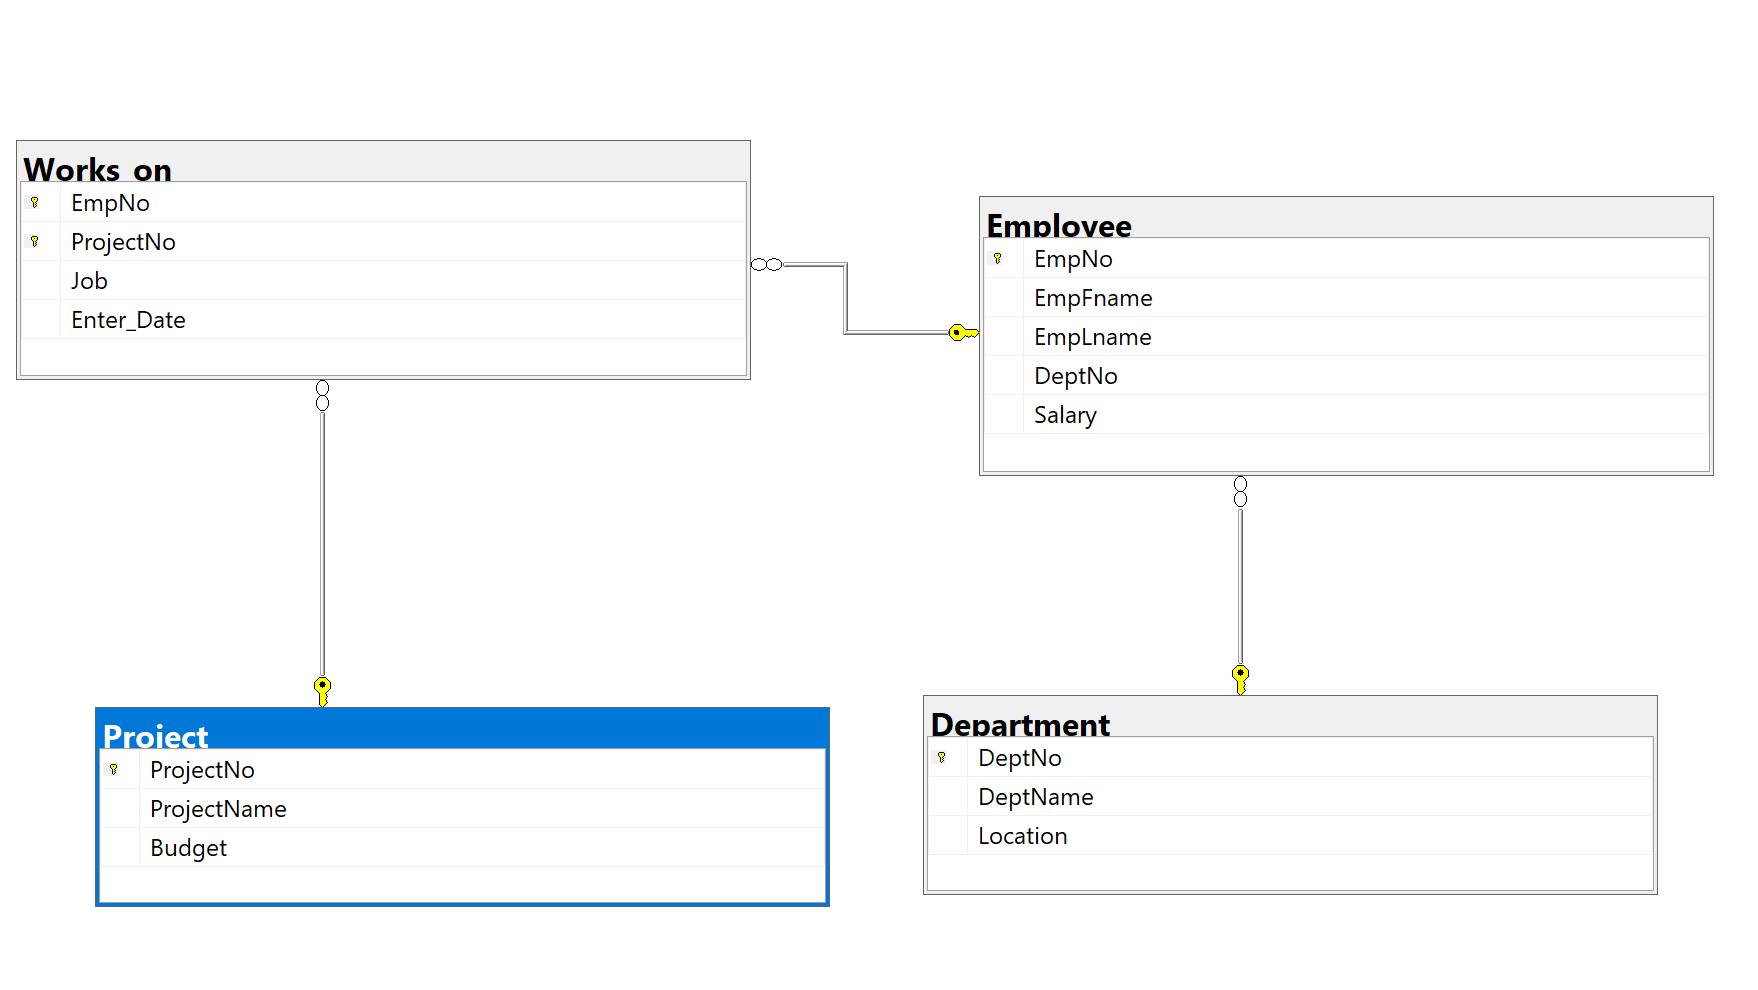 Works_on
EmpNo
ProjectNo
Job
Enter_Date
Employee
EmpNo
EmpFname
EmpLname
DeptNo
Salary
Project
ProjectNo
ProjectName
Budget
Department
DeptNo
DeptName
Location